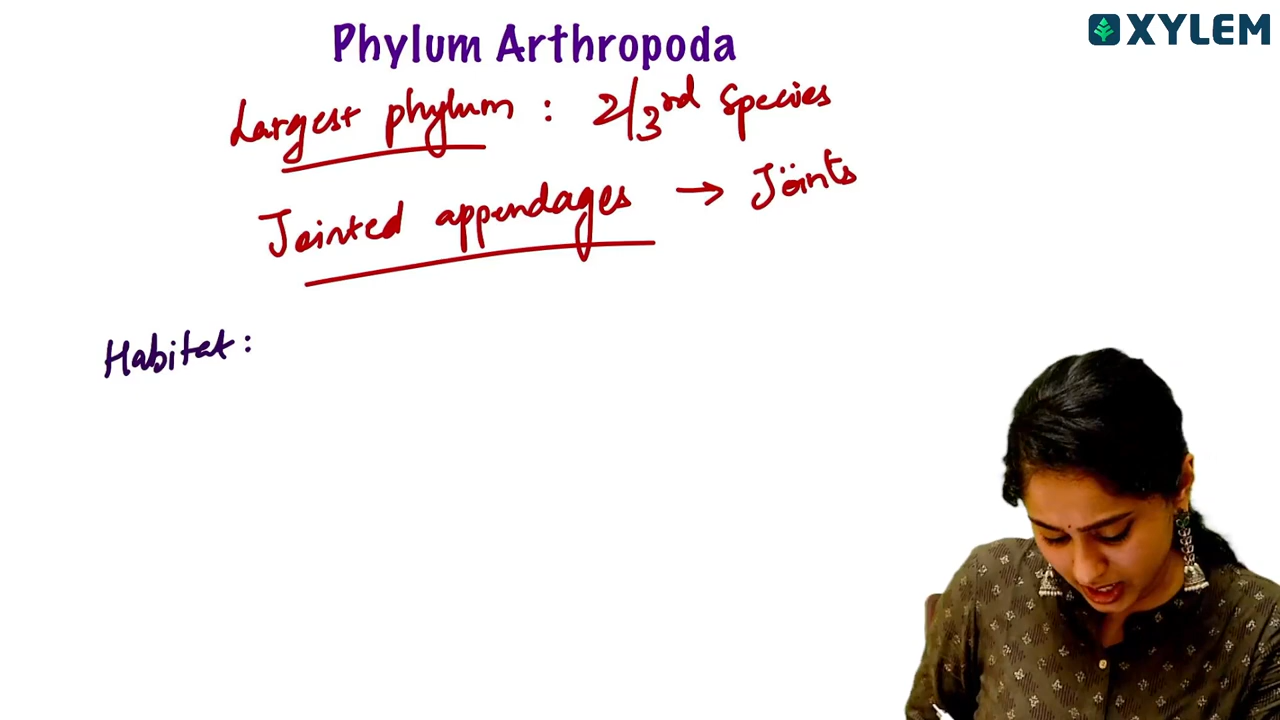 XYLEM
Phylum Arthropoda
Largest phylum : 2/3rd Species
Jointed appendages → Joints
Habitat :